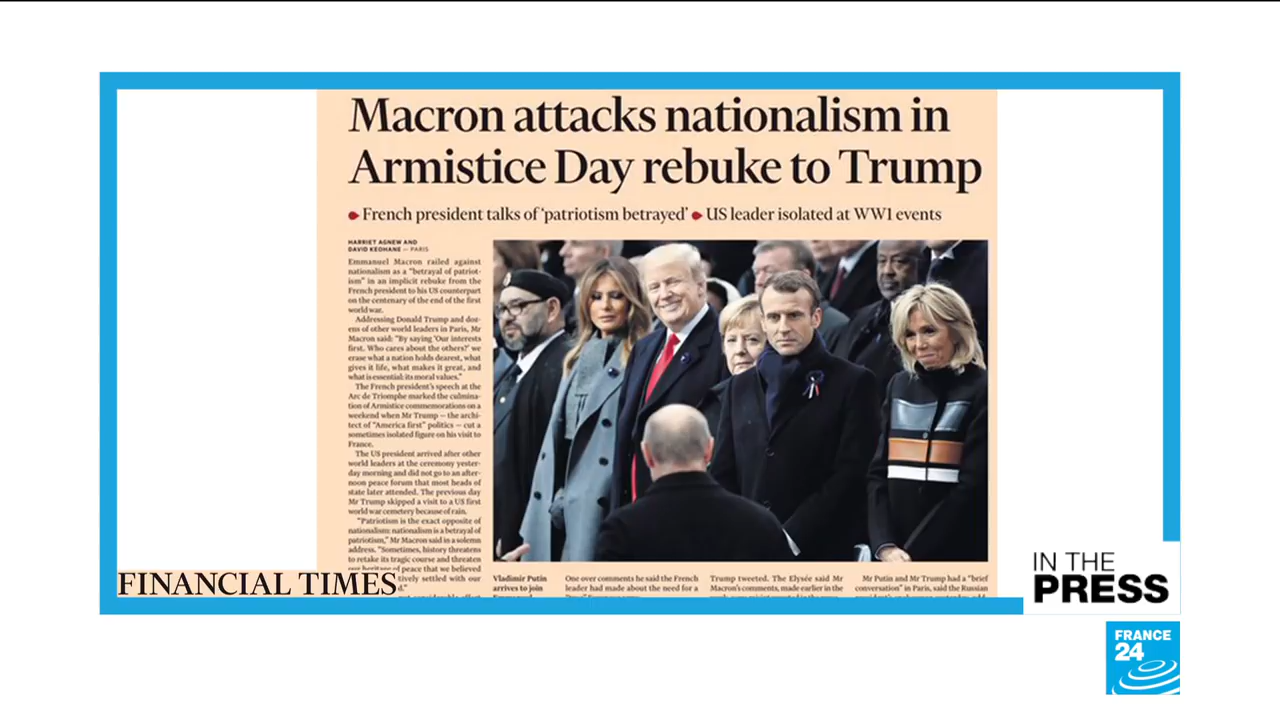 Macron attacks nationalism in
Armistice Day rebuke to Trump
French president talks of ‘patriotism betrayed’ US leader isolated at WW1 events
HARRIET AGNEW AND
DAVID KEOHANE — PARIS
Emmanuel Macron railed against
nationalism as a “betrayal of patriot-
ism” in an implicit rebuke from the
French president to his US counterpart
on the centenary of the end of the first
world war.
Addressing Donald Trump and doz-
ens of other world leaders in Paris, Mr
Macron said: “By saying ‘Our interests
first. Who cares about the others?’ we
erase what a nation holds dearest, what
gives it life, what makes it great, and
what is essential: its moral values.”
The French president’s speech at the
Arc de Triomphe marked the culmina-
tion of Armistice commemorations on a
weekend when Mr Trump — the archi-
tect of “America first” politics — cut a
sometimes isolated figure on his visit to
France.
The US president arrived after other
world leaders at the ceremony yester-
day morning and did not go to an after-
noon peace forum that most heads of
state later attended. The previous day
Mr Trump skipped a visit to a US first
world war cemetery because of rain.
“Patriotism is the exact opposite of
nationalism: nationalism is a betrayal of
patriotism,” Mr Macron said in a solemn
address. “Sometimes, history threatens
to retake its tragic course and threaten
our heritage of peace that we believed
tively settled with our
Vladimir Putin
arrives to join
One over comments he said the French
leader had made about the need for a
Trump tweeted. The Elysée said Mr
Macron’s comments, made earlier in the
Mr Putin and Mr Trump had a “brief
conversation” in Paris, said the Russian
FINANCIAL TIMES
IN THE
PRESS
FRANCE
24